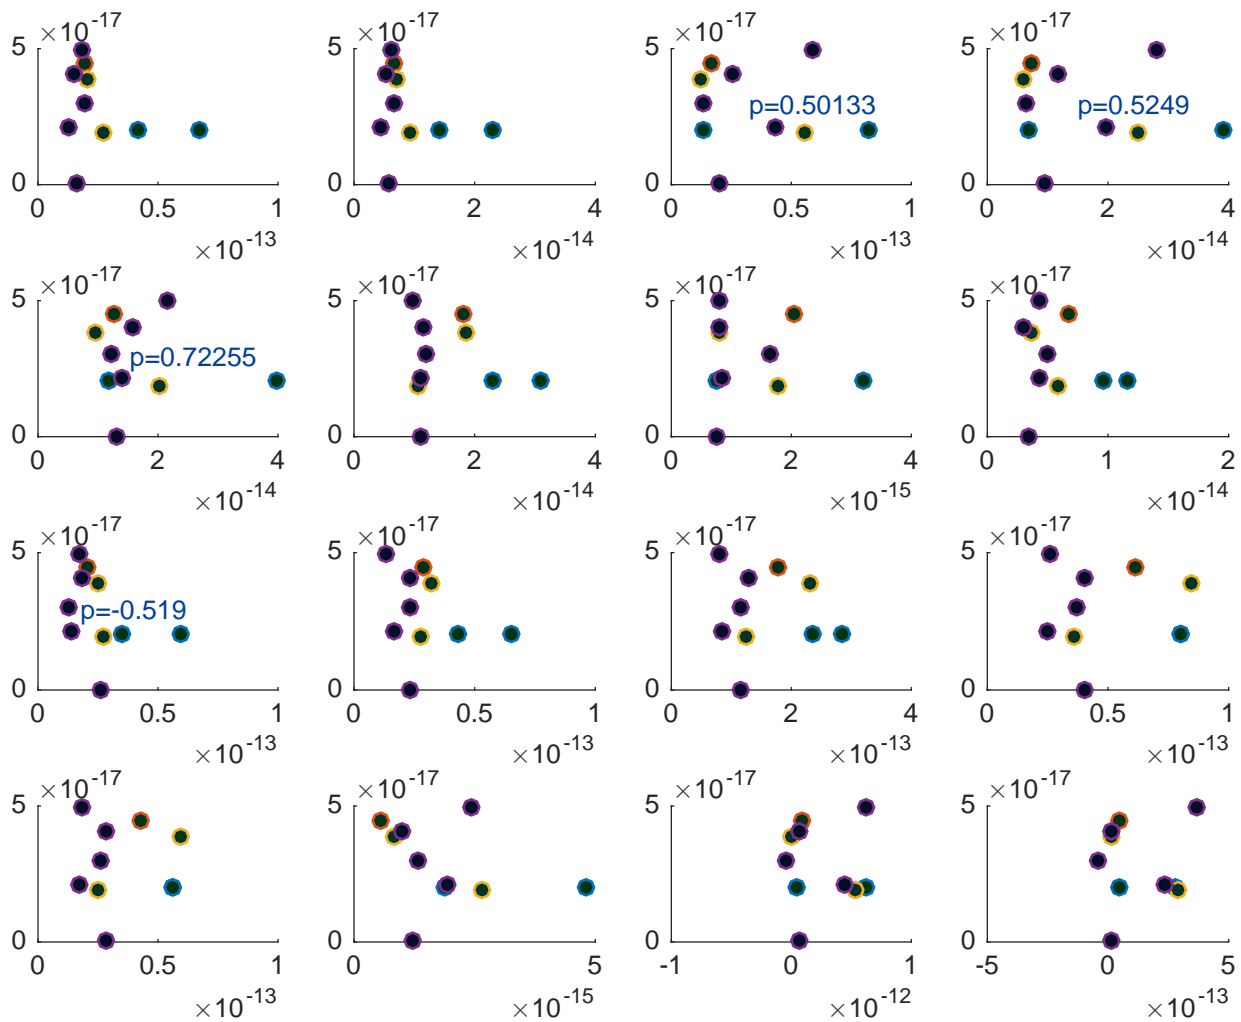 ×10^-17 ×10^-17 ×10^-17 ×10^-17
5 5 5 5
p=0.50133 p=0.5249
0 0 0 0
0 0.5 1 0 2 4 0 0.5 1 0 2 4
×10^-13 ×10^-14 ×10^-13 ×10^-14
×10^-17 ×10^-17 ×10^-17 ×10^-17
5 5 5 5
p=0.72255
0 0 0 0
0 2 4 0 2 4 0 2 4 0 1 2
×10^-14 ×10^-14 ×10^-15 ×10^-14
×10^-17 ×10^-17 ×10^-17 ×10^-17
5 5 5 5
p=-0.519
0 0 0 0
0 0.5 1 0 0.5 1 0 2 4 0 0.5 1
×10^-13 ×10^-13 ×10^-13 ×10^-13
×10^-17 ×10^-17 ×10^-17 ×10^-17
5 5 5 5
0 0 0 0
0 0.5 1 0 5 -1 0 1 -5 0 5
×10^-13 ×10^-15 ×10^-12 ×10^-13